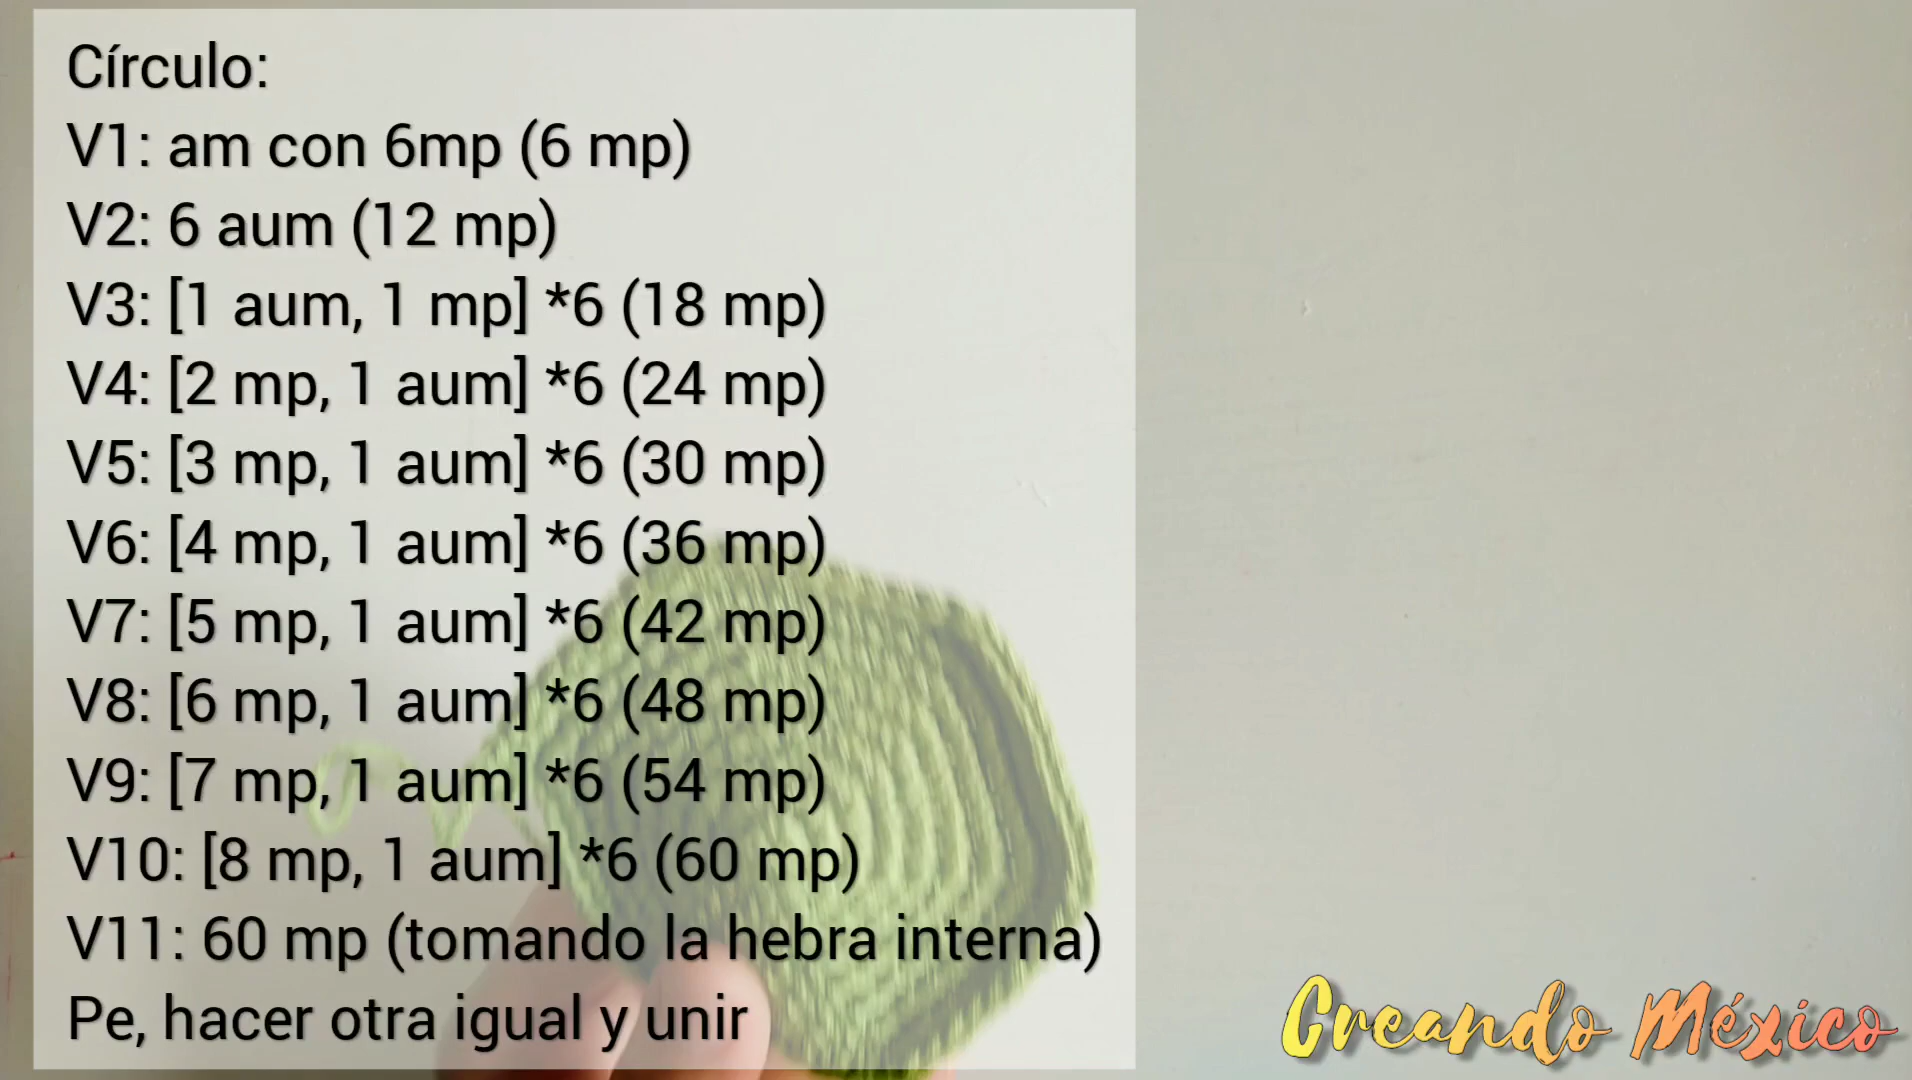 Círculo:
V1: am con 6mp (6 mp)
V2: 6 aum (12 mp)
V3: [1 aum, 1 mp] *6 (18 mp)
V4: [2 mp, 1 aum] *6 (24 mp)
V5: [3 mp, 1 aum] *6 (30 mp)
V6: [4 mp, 1 aum] *6 (36 mp)
V7: [5 mp, 1 aum] *6 (42 mp)
V8: [6 mp, 1 aum] *6 (48 mp)
V9: [7 mp, 1 aum] *6 (54 mp)
V10: [8 mp, 1 aum] *6 (60 mp)
V11: 60 mp (tomando la hebra interna)
Pe, hacer otra igual y unir
Creando México